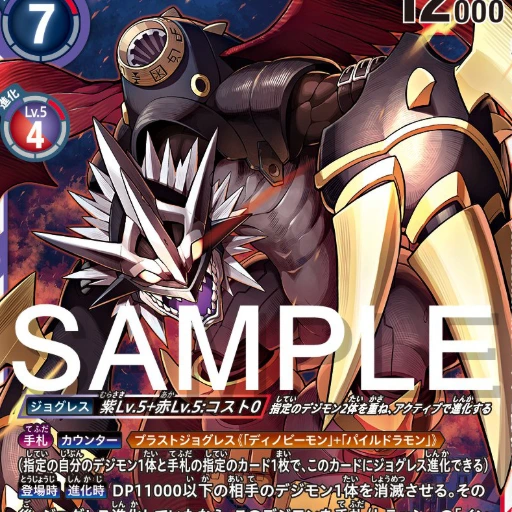 7
12000
進化
Lv.5
4
SAMPLE
ジョグレス 紫Lv.5+赤Lv.5:コスト0 指定のデジモン2体を重ね、アクティブで進化する
手札 カウンター ブラストジョグレス《「ディノビーモン」+「パイルドラモン」》
(指定の自分のデジモン1体と手札の指定のカード1枚で、このカードにジョグレス進化できる)
登場時 進化時 DP11000以下の相手のデジモン1体を消滅させる。その